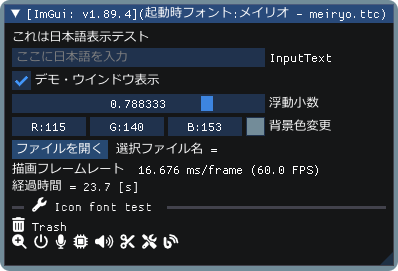 [ImGui: v1.89.4](起動時フォント:メイリオ - meiryo.ttc)
これは日本語表示テスト
ここに日本語を入力 InputText
デモ・ウインドウ表示
0.788333 浮動小数
R:115 G:140 B:153 背景色変更
ファイルを開く 選択ファイル名 =
描画フレームレート 16.676 ms/frame (60.0 FPS)
経過時間 = 23.7 [s]
Icon font test
Trash